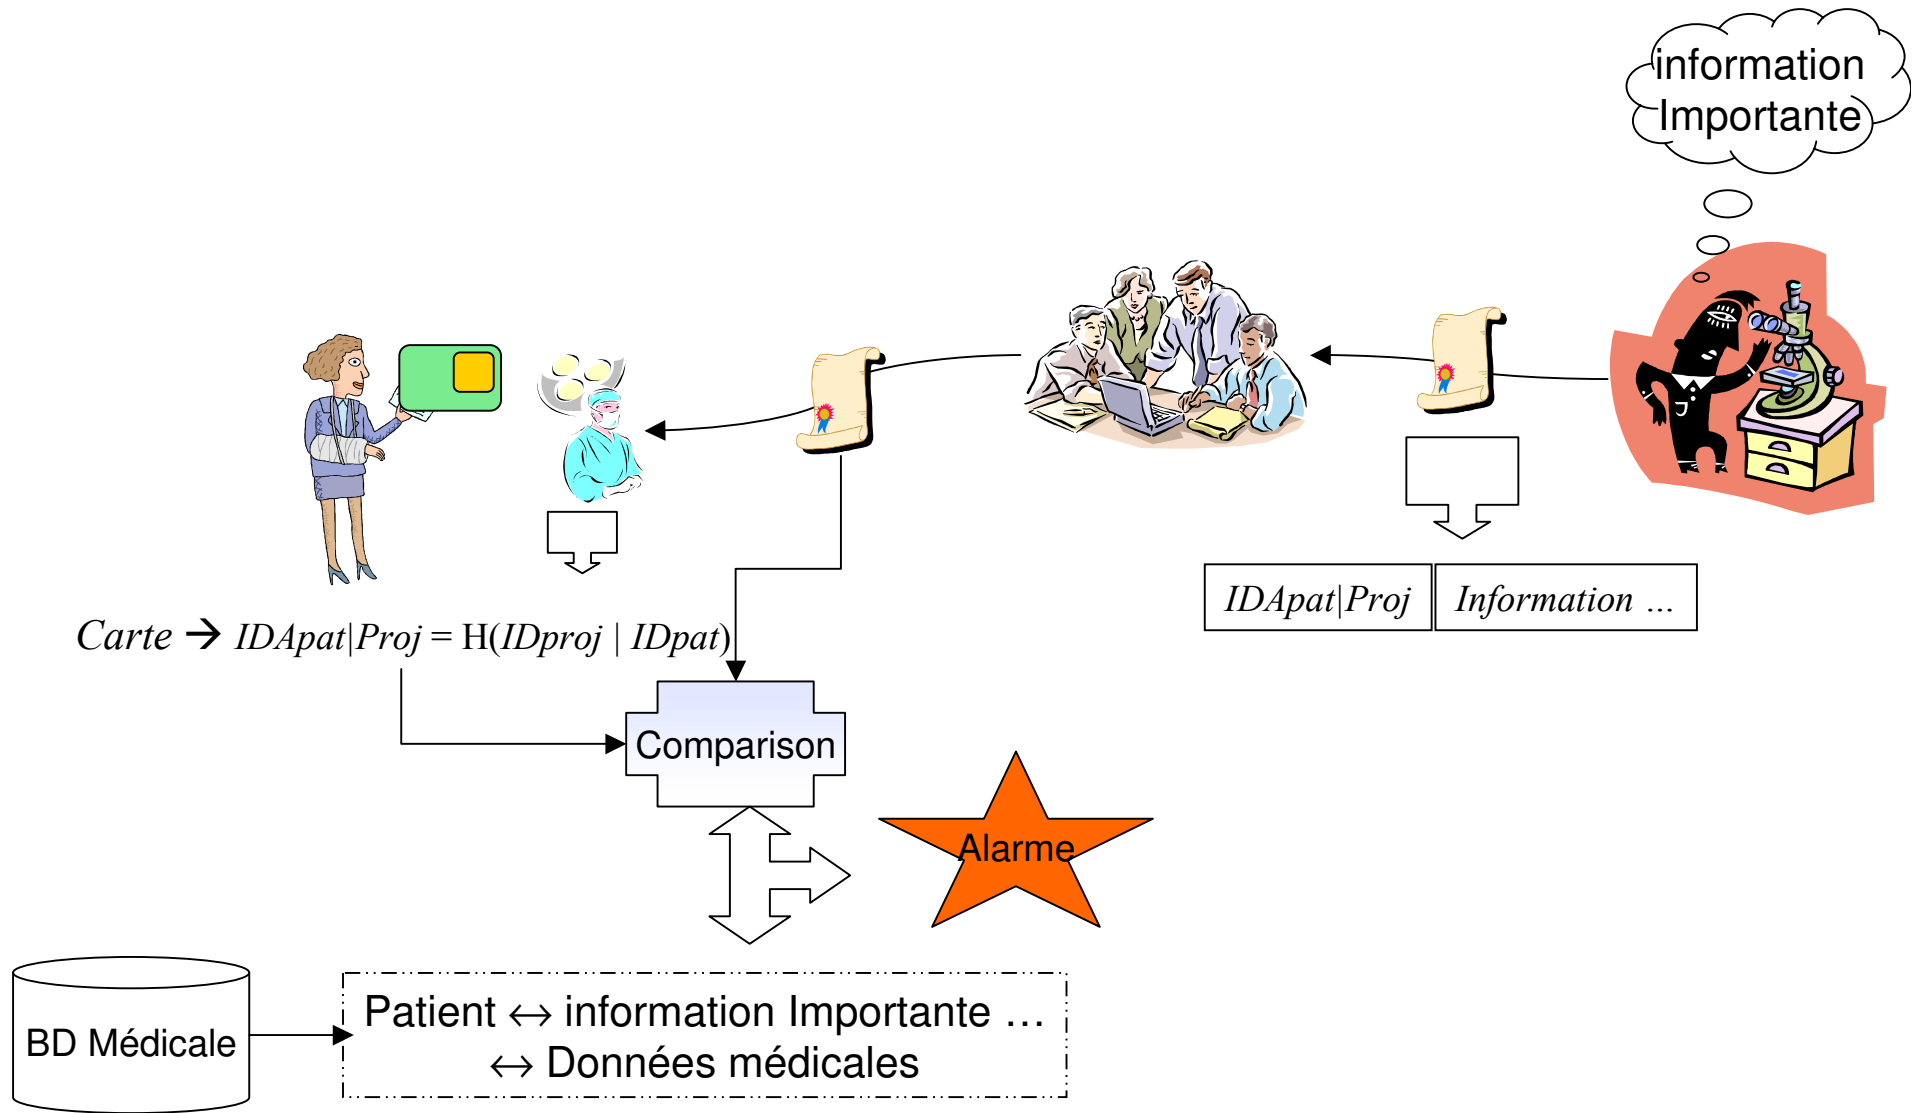 information
Importante
IDApat|Proj
Information ...
Carte → IDApat|Proj = H(IDproj | IDpat)
Comparison
Alarme
BD Médicale
Patient ↔ information Importante …
↔ Données médicales